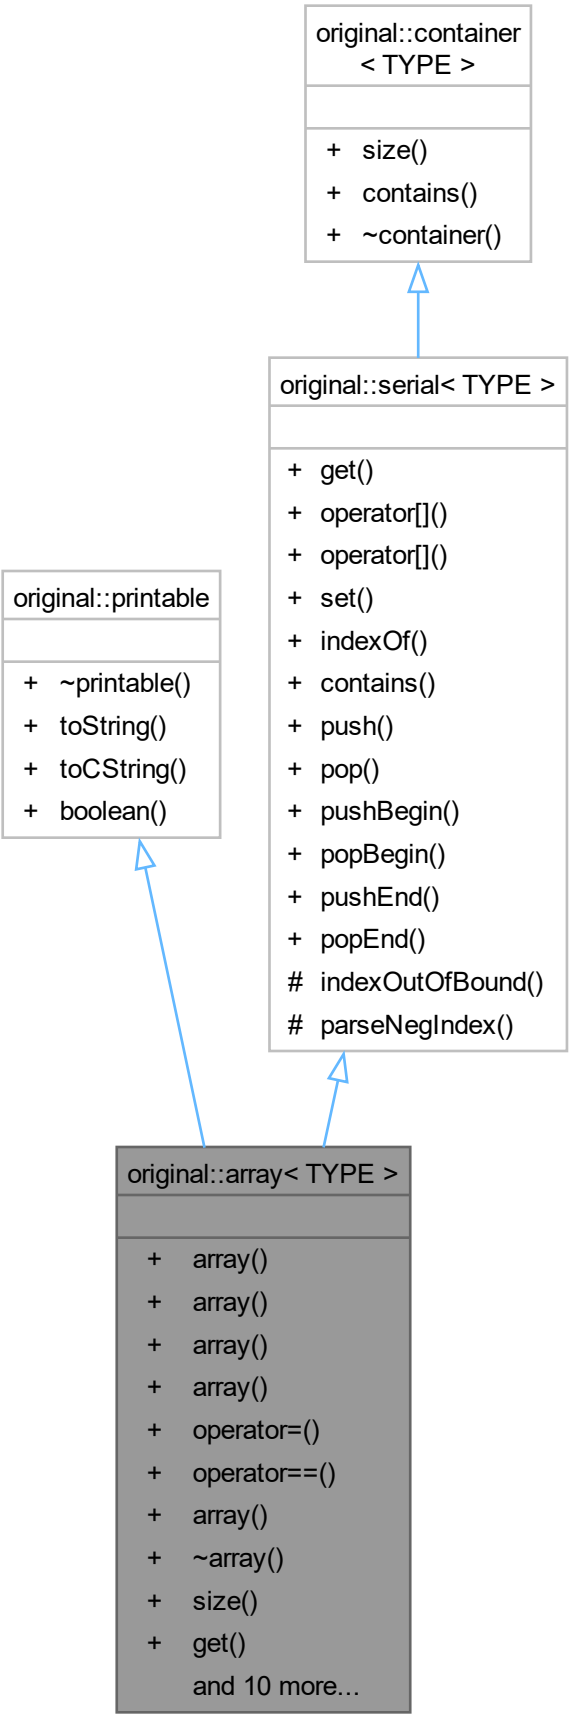 original::container
< TYPE >
+ size()
+ contains()
+ ~container()
original::serial< TYPE >
+ get()
+ operator[]()
+ operator[]()
+ set()
+ indexOf()
+ contains()
+ push()
+ pop()
+ pushBegin()
+ popBegin()
+ pushEnd()
+ popEnd()
# indexOutOfBound()
# parseNegIndex()
original::printable
+ ~printable()
+ toString()
+ toCString()
+ boolean()
original::array< TYPE >
+ array()
+ array()
+ array()
+ array()
+ operator=()
+ operator==()
+ array()
+ ~array()
+ size()
+ get()
and 10 more...